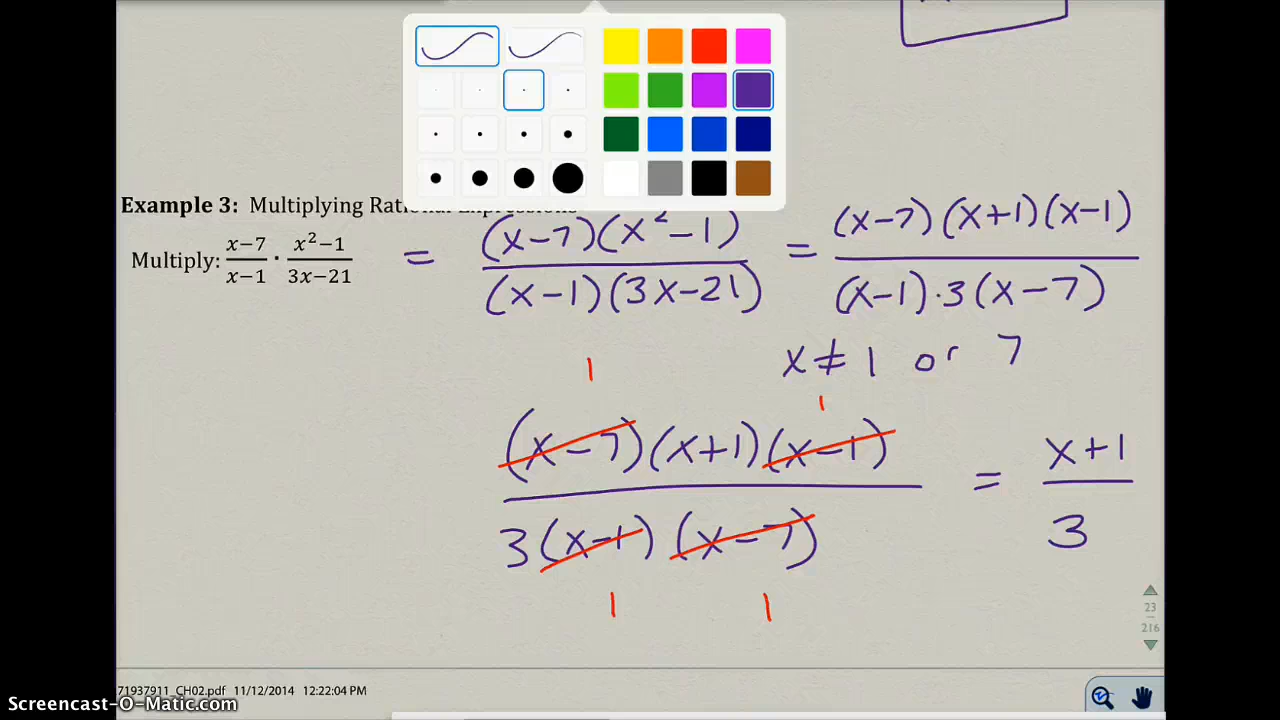 Example 3: Multiplying Rational Expressions
Multiply: x−7/x−1 · x²−1/3x−21 = (x−7)(x²−1)/(x−1)(3x−21) = (x−7)(x+1)(x−1)/(x−1)·3(x−7)
x≠1 or 7
1 1
(x−7)(x+1)(x−1)/3(x−1)(x−7) = x+1/3
1 1
23
216
71937911_CH02.pdf 11/12/2014 12:22:04 PM
Screencast-O-Matic.com